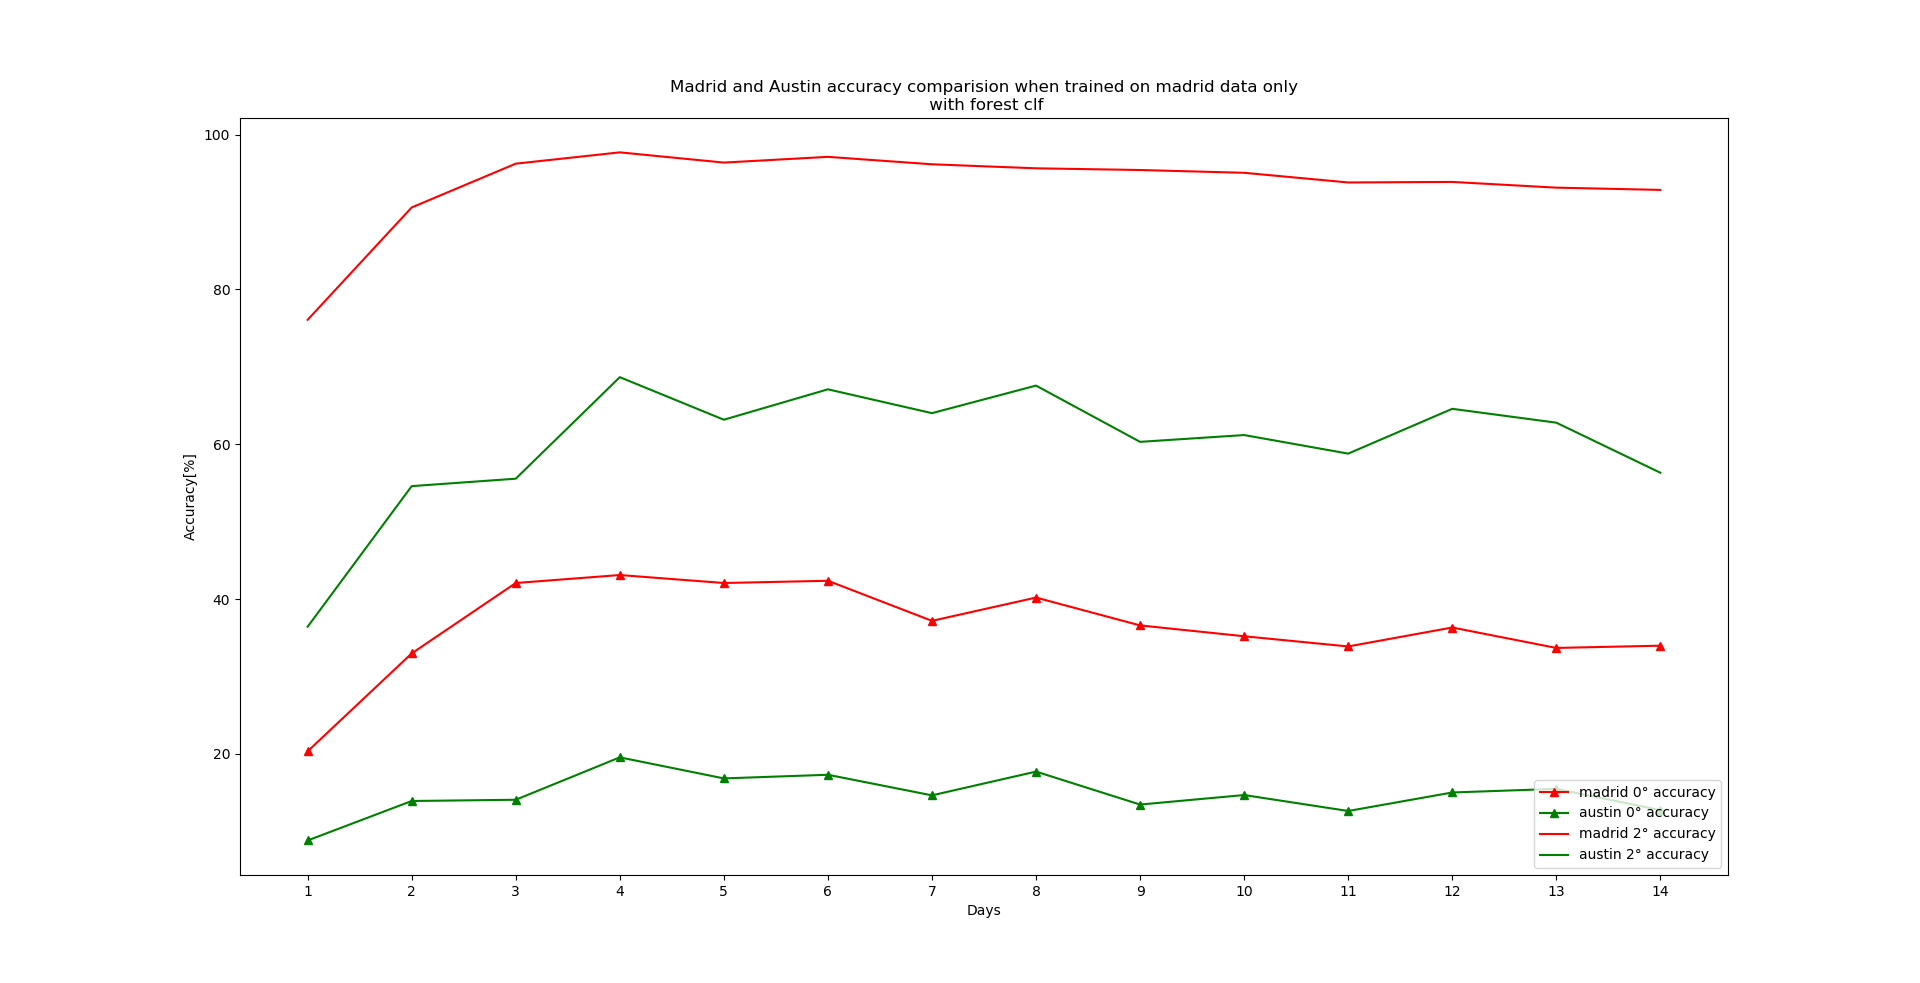 Madrid and Austin accuracy comparision when trained on madrid data only
with forest clf
Accuracy[%]
100
80
60
40
20
1 2 3 4 5 6 7 8 9 10 11 12 13 14
Days
madrid 0° accuracy
austin 0° accuracy
madrid 2° accuracy
austin 2° accuracy